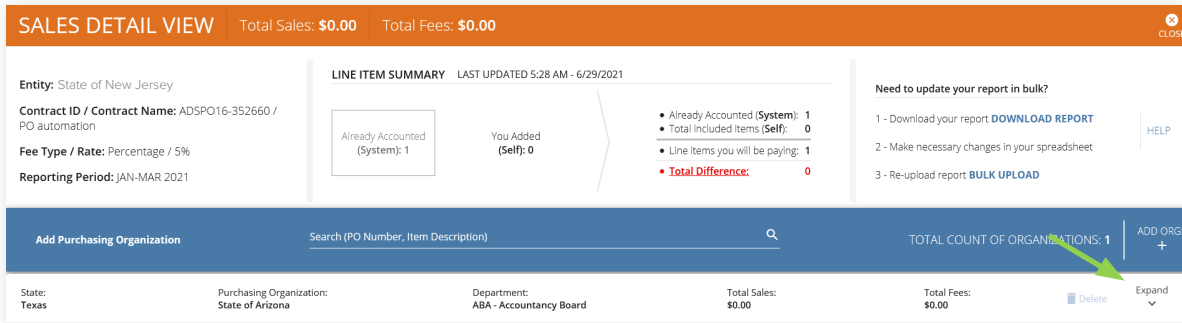 SALES DETAIL VIEW Total Sales: $0.00 Total Fees: $0.00
CLOSE
Entity: State of New Jersey
Contract ID / Contract Name: ADSPO16-352660 /
PO automation
Fee Type / Rate: Percentage / 5%
Reporting Period: JAN-MAR 2021
LINE ITEM SUMMARY LAST UPDATED 5:28 AM - 6/29/2021
Already Accounted
(System): 1
You Added
(Self): 0
Already Accounted (System): 1
Total included items (Self): 0
Line items you will be paying: 1
Total Difference: 0
Need to update your report in bulk?
1 - Download your report DOWNLOAD REPORT
2 - Make necessary changes in your spreadsheet
3 - Re-upload report BULK UPLOAD
HELP
Add Purchasing Organization
Search (PO Number, Item Description)
TOTAL COUNT OF ORGANIZATIONS: 1
ADD ORG
+
State:
Texas
Purchasing Organization:
State of Arizona
Department:
ABA - Accountancy Board
Total Sales:
$0.00
Total Fees:
$0.00
Delete
Expand